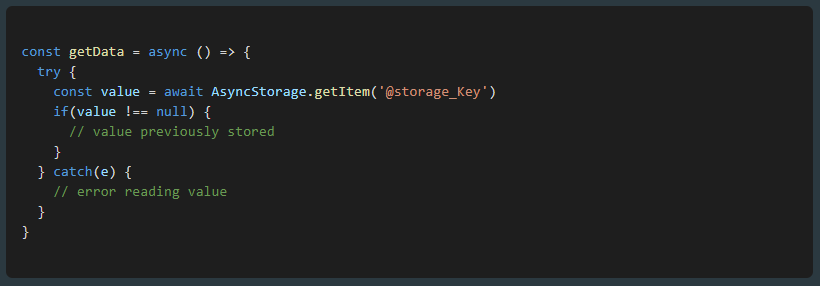 const getData = async () => {
  try {
    const value = await AsyncStorage.getItem('@storage_Key')
    if(value !== null) {
      // value previously stored
    }
  } catch(e) {
    // error reading value
  }
}